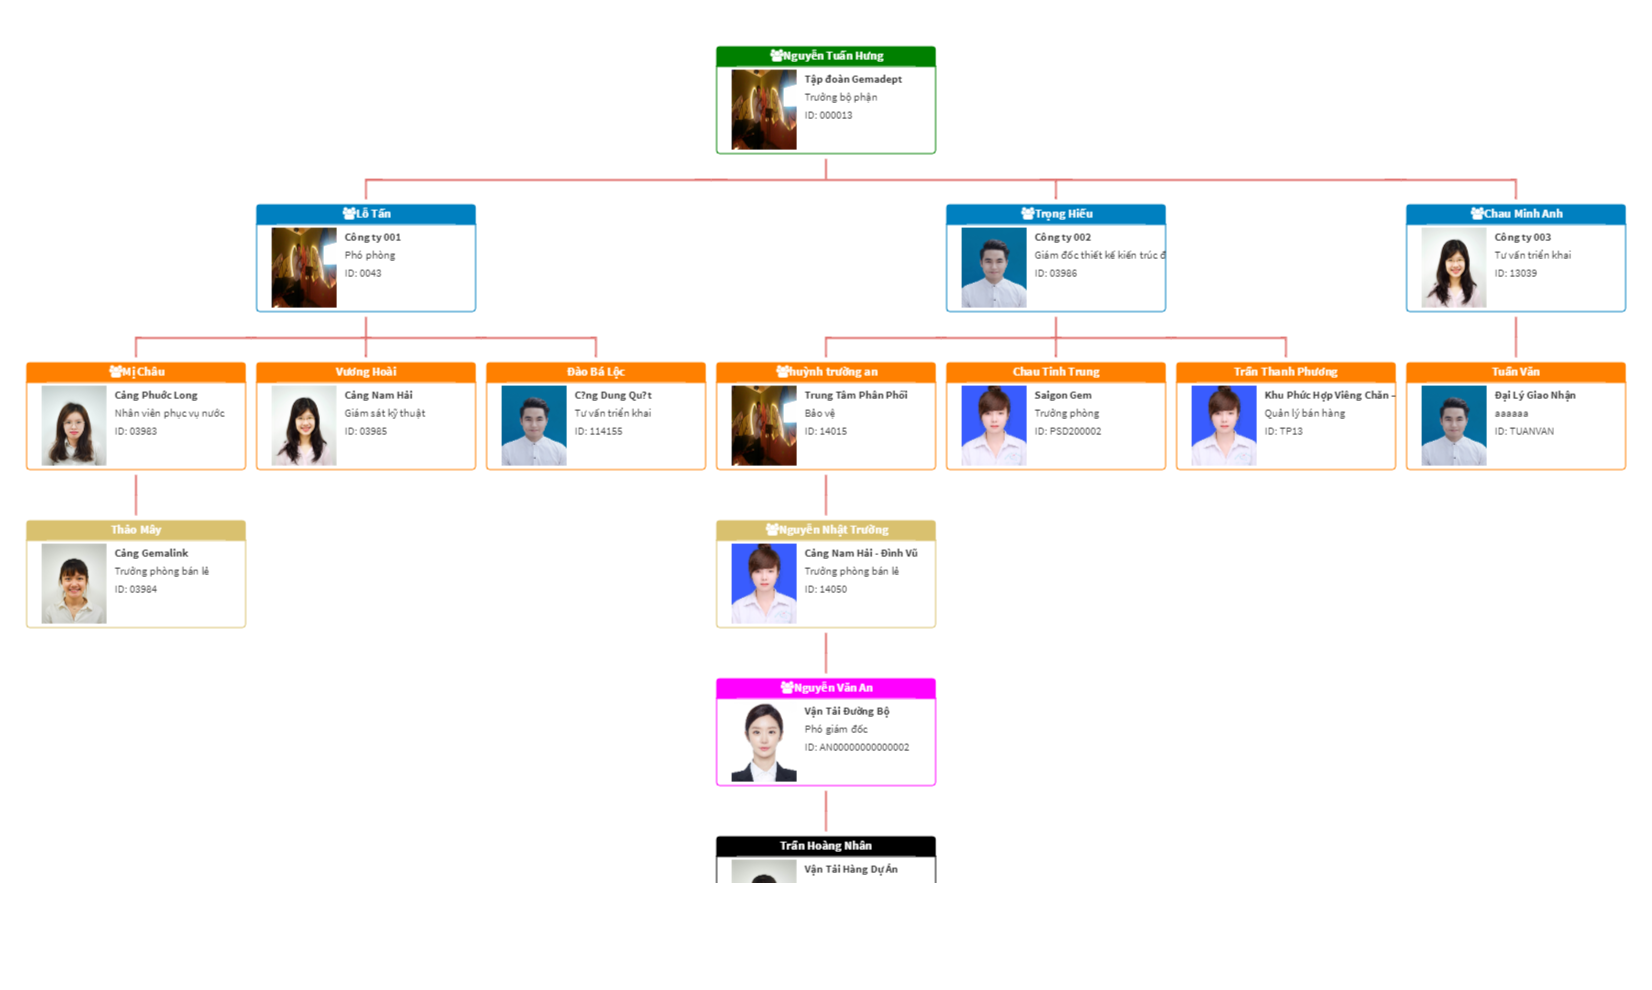 Nguyễn Tuấn Hưng
Tập đoàn Gemadept
Trưởng bộ phận
ID: 000013
Lỗ Tấn
Công ty 001
Phó phòng
ID: 0043
Trọng Hiếu
Công ty 002
Giám đốc thiết kế kiến trúc đ
ID: 03986
Chau Minh Anh
Công ty 003
Tư vấn triển khai
ID: 13039
Mị Châu
Cảng Phước Long
Nhân viên phục vụ nước
ID: 03983
Vương Hoài
Cảng Nam Hải
Giám sát kỹ thuật
ID: 03985
Đào Bá Lộc
C?ng Dung Qu?t
Tư vấn triển khai
ID: 114155
huỳnh trường an
Trung Tâm Phân Phối
Bảo vệ
ID: 14015
Chau Tinh Trung
Saigon Gem
Trưởng phòng
ID: PSD200002
Trần Thanh Phương
Khu Phức Hợp Viêng Chăn -
Quản lý bán hàng
ID: TP13
Tuấn Văn
Đại Lý Giao Nhận
aaaaaa
ID: TUANVAN
Thảo Mây
Cảng Gemalink
Trưởng phòng bán lẻ
ID: 03984
Nguyễn Nhật Trường
Cảng Nam Hải - Đình Vũ
Trưởng phòng bán lẻ
ID: 14050
Nguyễn Văn An
Vận Tải Đường Bộ
Phó giám đốc
ID: AN00000000000002
Trần Hoàng Nhân
Vận Tải Hàng Dự Án